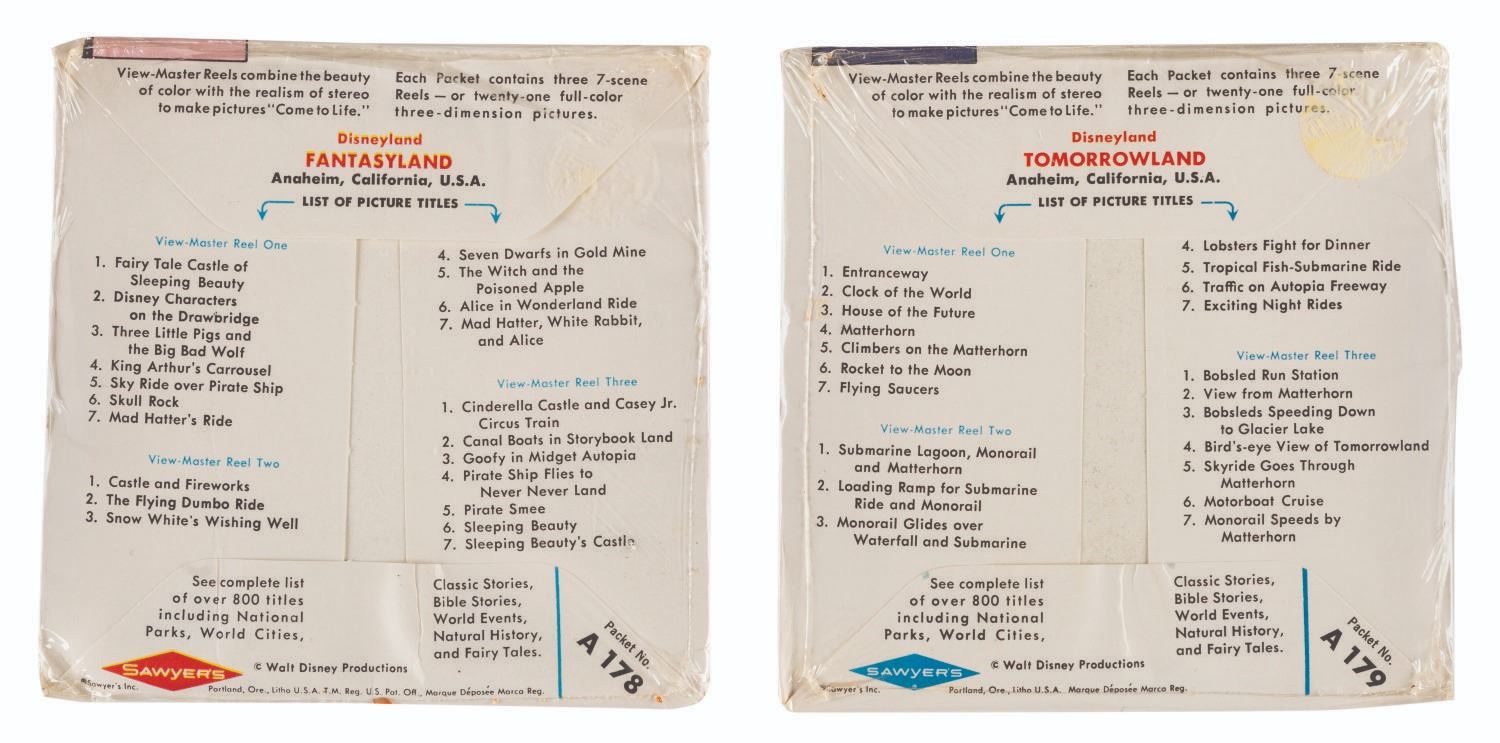 View-Master Reels combine the beauty
of color with the realism of stereo
to make pictures "Come to Life."
Each Packet contains three 7-scene
Reels — or twenty-one full-color
three-dimension pictures.
Disneyland
FANTASYLAND
Anaheim, California, U.S.A.
LIST OF PICTURE TITLES
View-Master Reel One
1. Fairy Tale Castle of
Sleeping Beauty
2. Disney Characters
on the Drawbridge
3. Three Little Pigs and
the Big Bad Wolf
4. King Arthur's Carrousel
5. Sky Ride over Pirate Ship
6. Skull Rock
7. Mad Hatter's Ride
View-Master Reel Two
1. Castle and Fireworks
2. The Flying Dumbo Ride
3. Snow White's Wishing Well
4. Seven Dwarfs in Gold Mine
5. The Witch and the
Poisoned Apple
6. Alice in Wonderland Ride
7. Mad Hatter, White Rabbit,
and Alice
View-Master Reel Three
1. Cinderella Castle and Casey Jr.
Circus Train
2. Canal Boats in Storybook Land
3. Goofy in Midget Autopia
4. Pirate Ship Flies to
Never Never Land
5. Pirate Smee
6. Sleeping Beauty
7. Sleeping Beauty's Castle
See complete list
of over 800 titles
including National
Parks, World Cities,
Classic Stories,
Bible Stories,
World Events,
Natural History,
and Fairy Tales.
Packet No.
A 178
SAWYER'S
© Walt Disney Productions
®Sawyer's Inc. Portland, Ore., Litho U.S.A. T.M. Reg. U.S. Pat. Off., Marque Déposée Marca Reg.
View-Master Reels combine the beauty
of color with the realism of stereo
to make pictures "Come to Life."
Each Packet contains three 7-scene
Reels — or twenty-one full-color
three-dimension pictures.
Disneyland
TOMORROWLAND
Anaheim, California, U.S.A.
LIST OF PICTURE TITLES
View-Master Reel One
1. Entranceway
2. Clock of the World
3. House of the Future
4. Matterhorn
5. Climbers on the Matterhorn
6. Rocket to the Moon
7. Flying Saucers
View-Master Reel Two
1. Submarine Lagoon, Monorail
and Matterhorn
2. Loading Ramp for Submarine
Ride and Monorail
3. Monorail Glides over
Waterfall and Submarine
4. Lobsters Fight for Dinner
5. Tropical Fish-Submarine Ride
6. Traffic on Autopia Freeway
7. Exciting Night Rides
View-Master Reel Three
1. Bobsled Run Station
2. View from Matterhorn
3. Bobsleds Speeding Down
to Glacier Lake
4. Bird's-eye View of Tomorrowland
5. Skyride Goes Through
Matterhorn
6. Motorboat Cruise
7. Monorail Speeds by
Matterhorn
See complete list
of over 800 titles
including National
Parks, World Cities,
Classic Stories,
Bible Stories,
World Events,
Natural History,
and Fairy Tales.
Packet No.
A 179
SAWYER'S
© Walt Disney Productions
®Sawyer's Inc. Portland, Ore., Litho U.S.A. Marque Déposée Marca Reg.